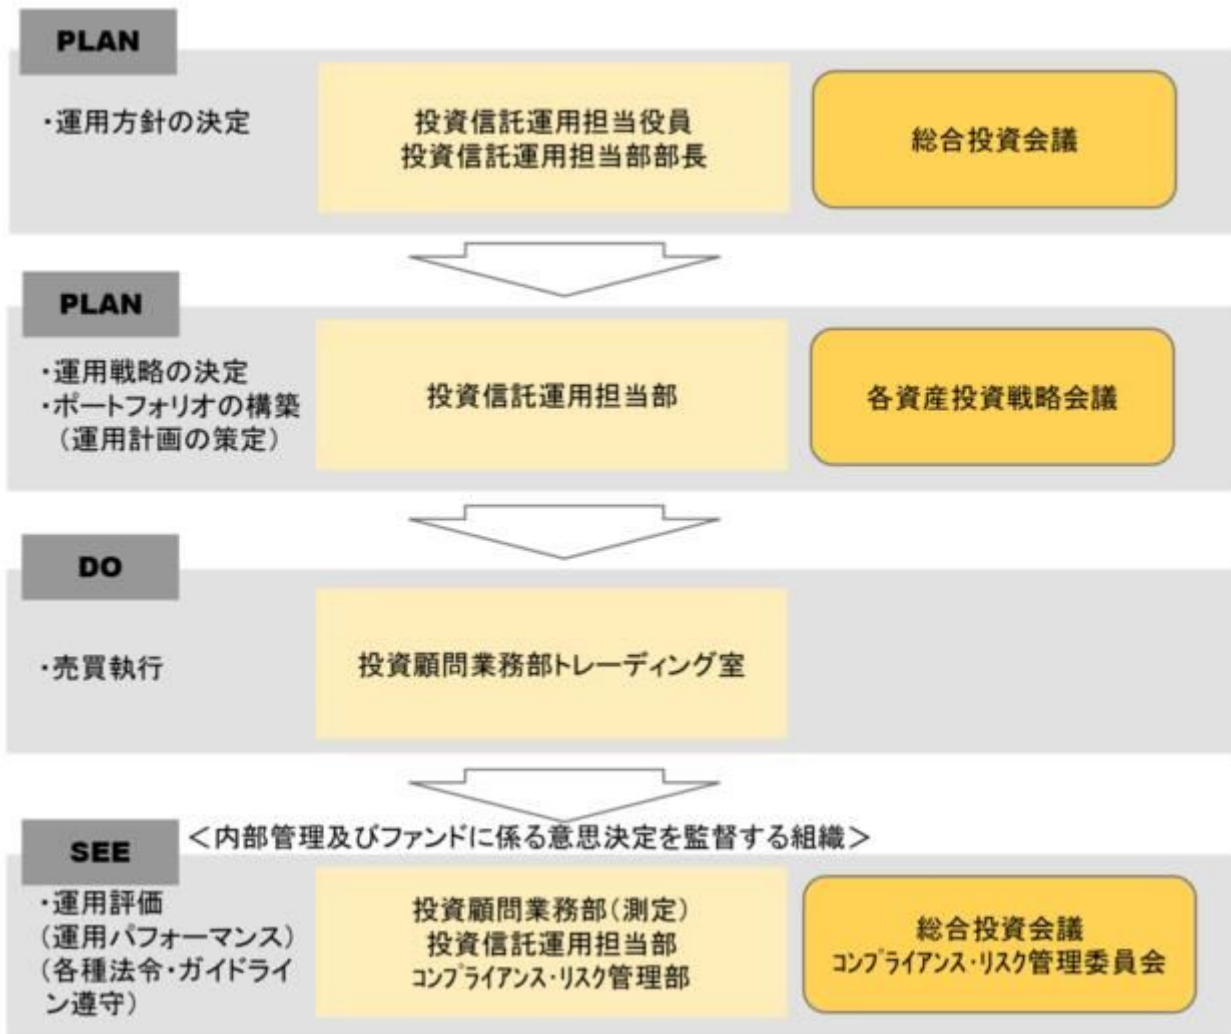 PLAN
・運用方針の決定
投資信託運用担当役員
投資信託運用担当部部長
総合投資会議
PLAN
・運用戦略の決定
・ポートフォリオの構築
（運用計画の策定）
投資信託運用担当部
各資産投資戦略会議
DO
・売買執行
投資顧問業務部トレーディング室
＜内部管理及びファンドに係る意思決定を監督する組織＞
SEE
・運用評価
（運用パフォーマンス）
（各種法令・ガイドライ
ン遵守）
投資顧問業務部（測定）
投資信託運用担当部
コンプライアンス・リスク管理部
総合投資会議
コンプライアンス・リスク管理委員会